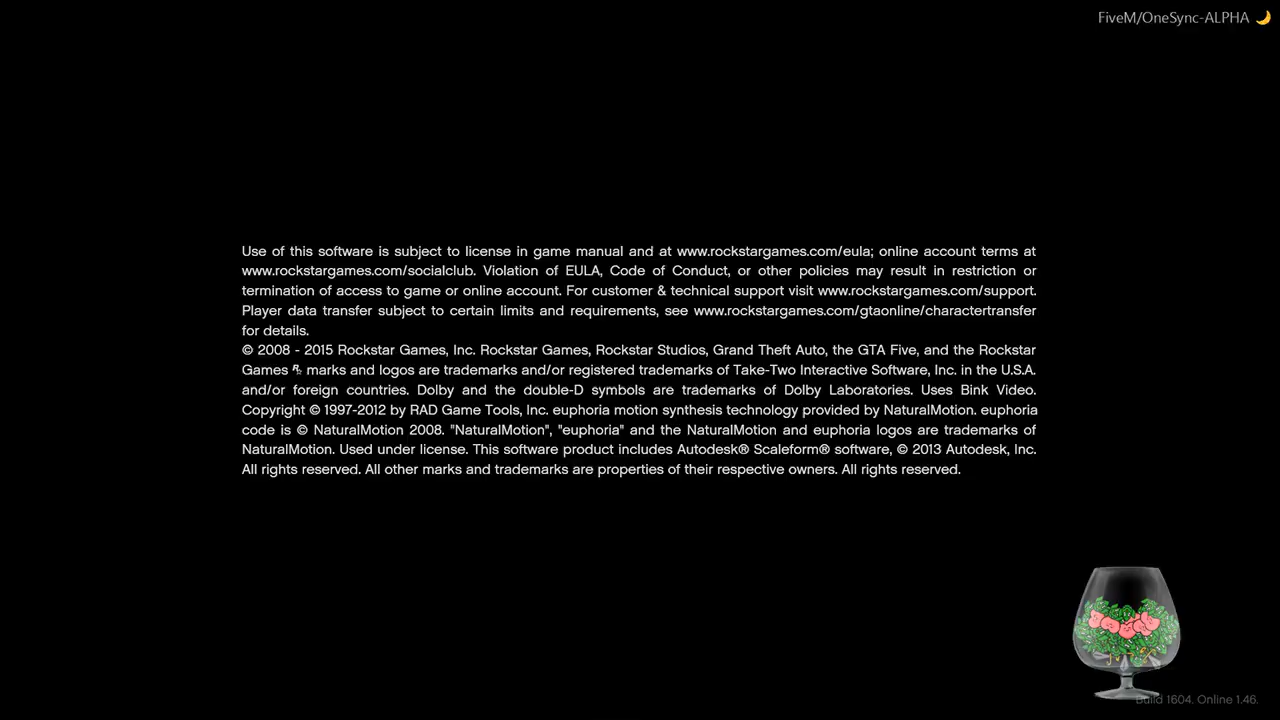 FiveM/OneSync-ALPHA 🌙
Use of this software is subject to license in game manual and at www.rockstargames.com/eula; online account terms at
www.rockstargames.com/socialclub. Violation of EULA, Code of Conduct, or other policies may result in restriction or
termination of access to game or online account. For customer & technical support visit www.rockstargames.com/support.
Player data transfer subject to certain limits and requirements, see www.rockstargames.com/gtaonline/charactertransfer
for details.
© 2008 - 2015 Rockstar Games, Inc. Rockstar Games, Rockstar Studios, Grand Theft Auto, the GTA Five, and the Rockstar
Games R* marks and logos are trademarks and/or registered trademarks of Take-Two Interactive Software, Inc. in the U.S.A.
and/or foreign countries. Dolby and the double-D symbols are trademarks of Dolby Laboratories. Uses Bink Video.
Copyright © 1997-2012 by RAD Game Tools, Inc. euphoria motion synthesis technology provided by NaturalMotion. euphoria
code is © NaturalMotion 2008. "NaturalMotion", "euphoria" and the NaturalMotion and euphoria logos are trademarks of
NaturalMotion. Used under license. This software product includes Autodesk® Scaleform® software, © 2013 Autodesk, Inc.
All rights reserved. All other marks and trademarks are properties of their respective owners. All rights reserved.
Build 1604. Online 1.46.